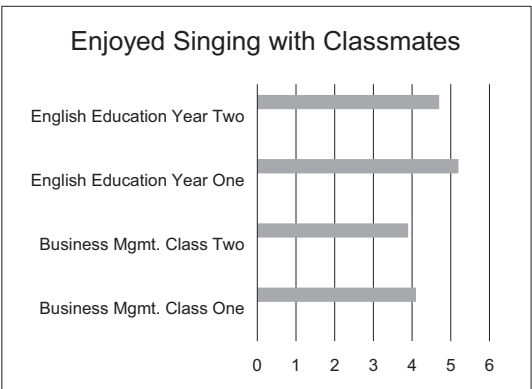 Enjoyed Singing with Classmates
English Education Year Two
English Education Year One
Business Mgmt. Class Two
Business Mgmt. Class One
0 1 2 3 4 5 6